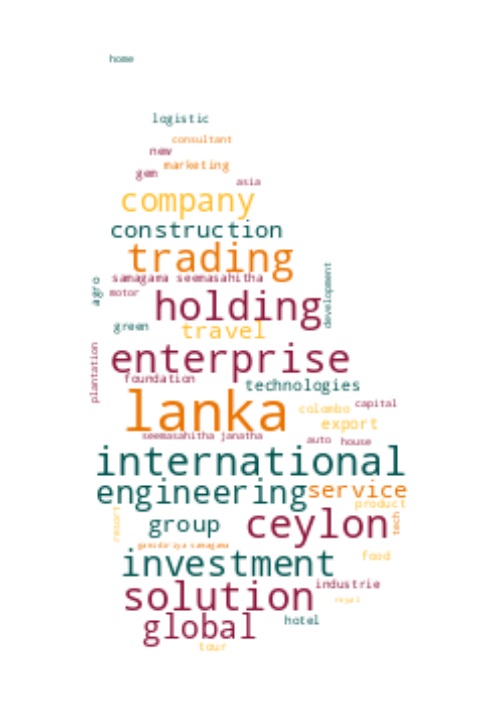 home
logistic
consultant
new
marketing
gem
asia
company
construction
trading
samagama seemasahitha
agro
motor
development
holding
green
travel
enterprise
plantation
foundation
technologies
lanka
capital
colombo
export
seemasahitha janatha
auto
house
international
engineering
service
product
resort
group
ceylon
tech
ganidiriya samagama
food
investment
industrie
solution
royal
global
hotel
tour